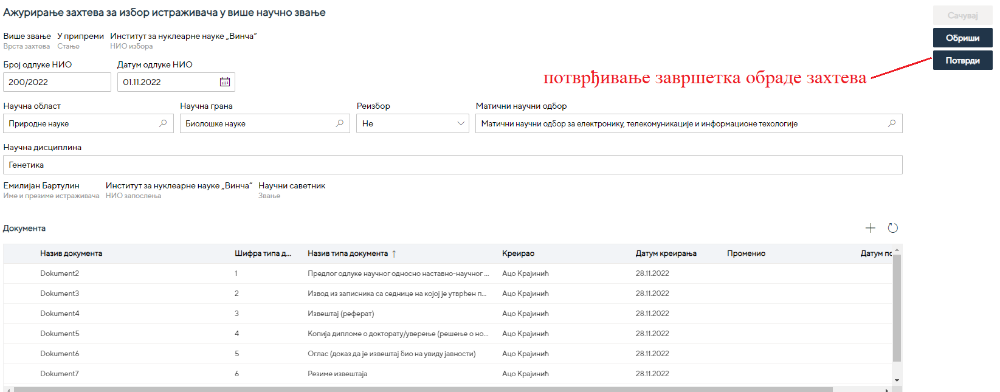 Ажурирање захтева за избор истраживача у више научно звање
Сачувај
Обриши
Потврди
потврђивање завршетка обраде захтева
Више звање У припреми Институт за нуклеарне науке „Винча“
Врста захтева Стање НИО избора
Број одлуке НИО Датум одлуке НИО
200/2022 01.11.2022
Научна област Научна грана Реизбор Матични научни одбор
Природне науке Биолошке науке Не Матични научни одбор за електронику, телекомуникације и информационе техологије
Научна дисциплина
Генетика
Емилијан Бартулин Институт за нуклеарне науке „Винча“ Научни саветник
Име и презиме истраживача НИО запослења Звање
Документа
Назив документа Шифра типа д... Назив типа документа ↑ Креирао Датум креирања Променио Датум по
Dokument2 1 Предлог одлуке научног односно наставно-научног ... Ацо Крајинић 28.11.2022
Dokument3 2 Извод из записника са седнице на којој је утврђен п... Ацо Крајинић 28.11.2022
Dokument4 3 Извештај (реферат) Ацо Крајинић 28.11.2022
Dokument5 4 Копија дипломе о докторату/уверење (решење о но... Ацо Крајинић 28.11.2022
Dokument6 5 Оглас (доказ да је извештај био на увиду јавности) Ацо Крајинић 28.11.2022
Dokument7 6 Резиме извештаја Ацо Крајинић 28.11.2022